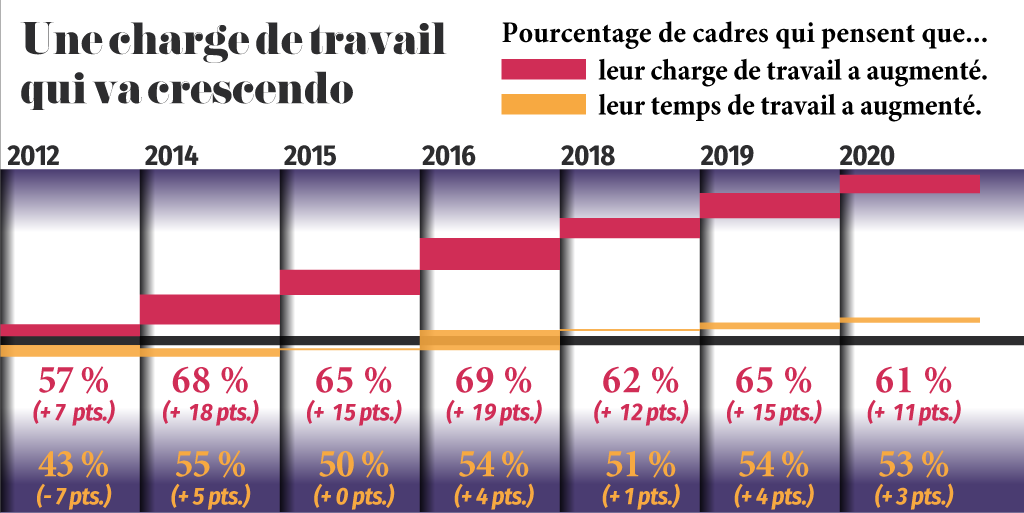 Une charge de travail
qui va crescendo
Pourcentage de cadres qui pensent que...
leur charge de travail a augmenté.
leur temps de travail a augmenté.
2012 2014 2015 2016 2018 2019 2020
57 % 68 % 65 % 69 % 62 % 65 % 61 %
(+ 7 pts.) (+ 18 pts.) (+ 15 pts.) (+ 19 pts.) (+ 12 pts.) (+ 15 pts.) (+ 11 pts.)
43 % 55 % 50 % 54 % 51 % 54 % 53 %
(- 7 pts.) (+ 5 pts.) (+ 0 pts.) (+ 4 pts.) (+ 1 pts.) (+ 4 pts.) (+ 3 pts.)